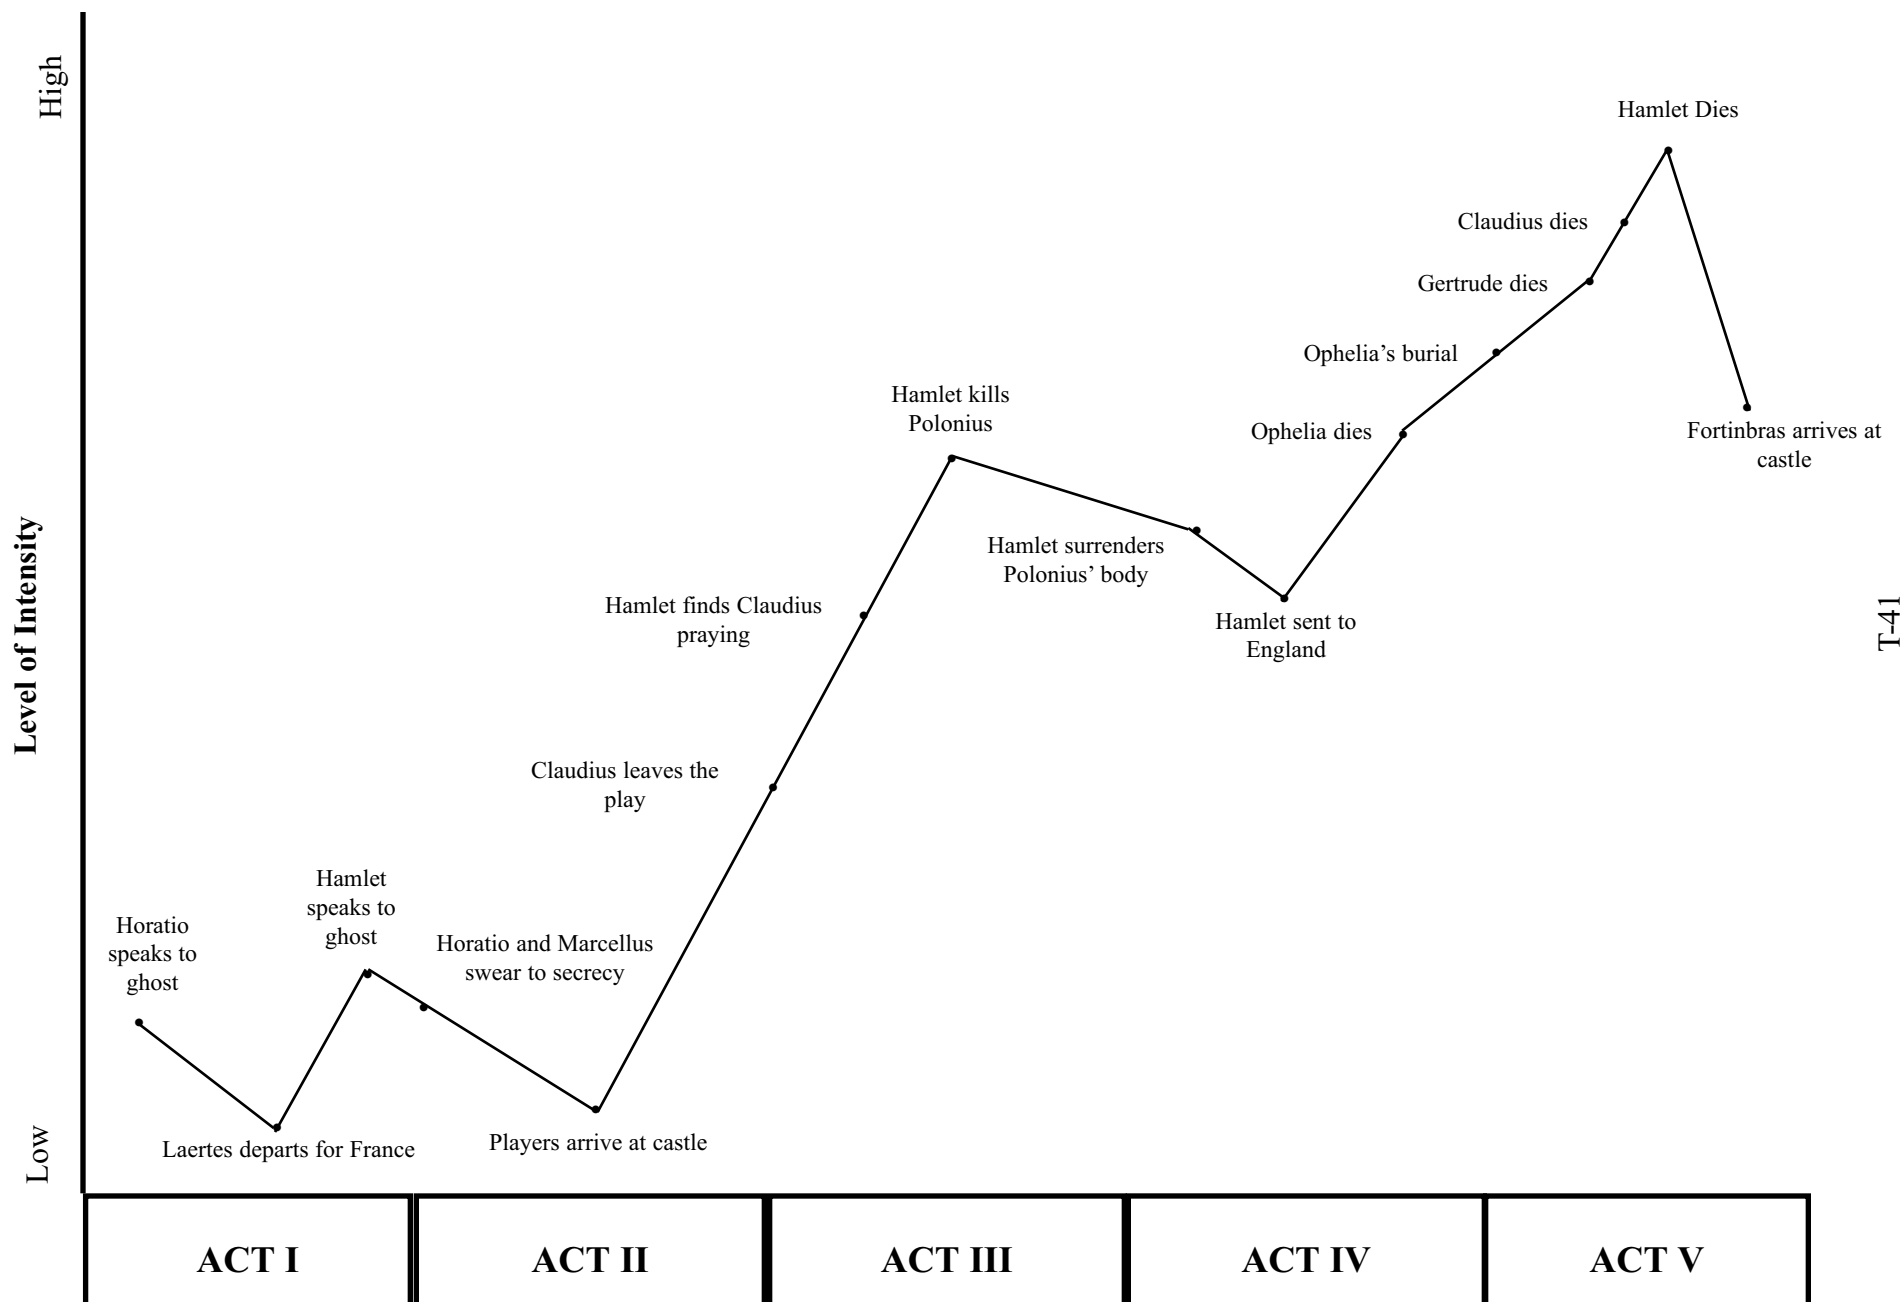 High
Hamlet Dies
Claudius dies
Gertrude dies
Ophelia’s burial
Hamlet kills
Polonius
Ophelia dies
Fortinbras arrives at
castle
Level of Intensity
Hamlet surrenders
Polonius’ body
Hamlet finds Claudius
praying
Hamlet sent to
England
T-41
Claudius leaves the
play
Hamlet
speaks to
ghost
Horatio
speaks to
ghost
Horatio and Marcellus
swear to secrecy
Laertes departs for France
Players arrive at castle
Low
ACT I
ACT II
ACT III
ACT IV
ACT V